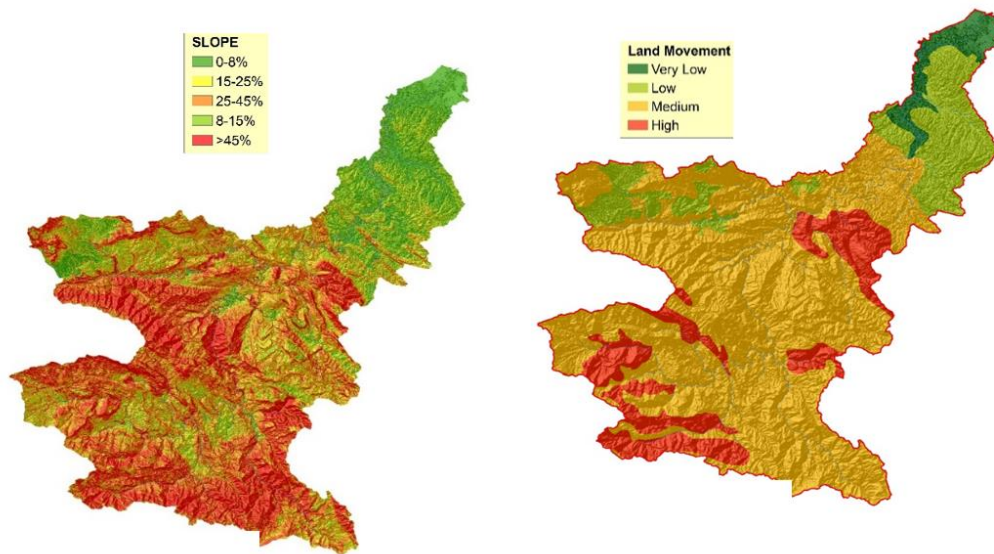 SLOPE
0-8%
15-25%
25-45%
8-15%
>45%
Land Movement
Very Low
Low
Medium
High